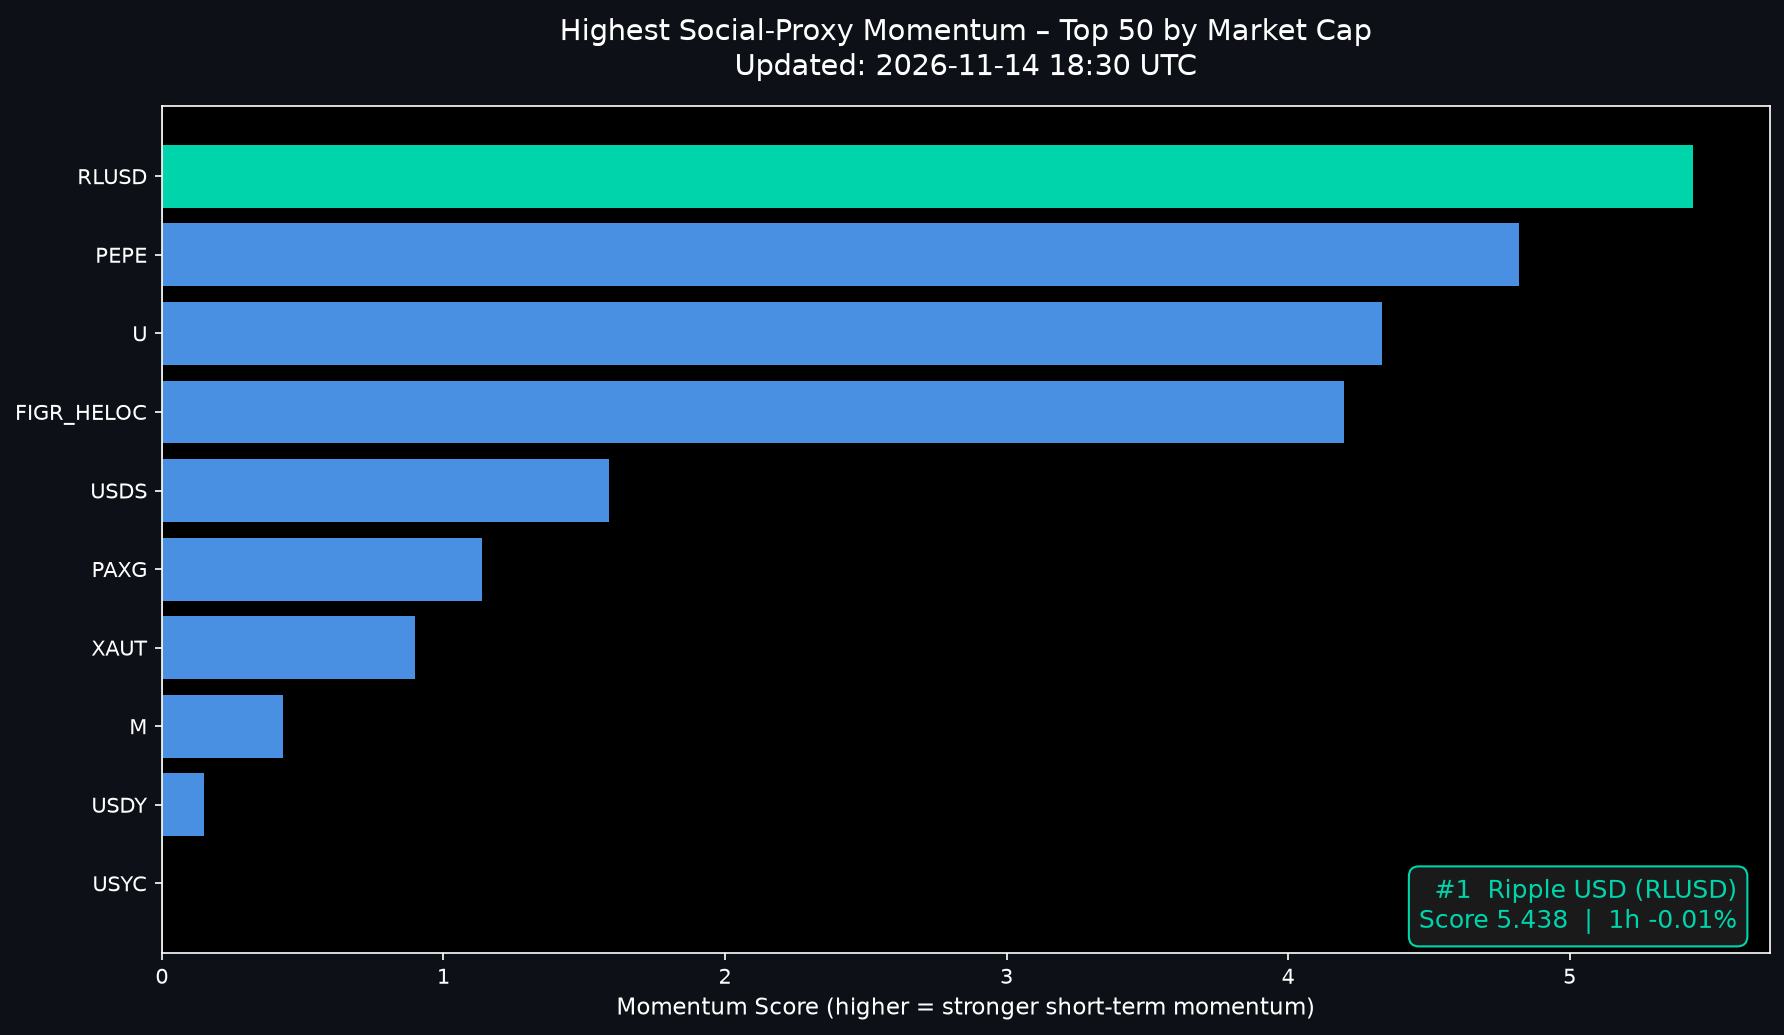 Highest Social-Proxy Momentum – Top 50 by Market Cap
Updated: 2026-11-14 18:30 UTC
RLUSD
PEPE
U
FIGR_HELOC
USDS
PAXG
XAUT
M
USDY
USYC
#1  Ripple USD (RLUSD)
Score 5.438  |  1h -0.01%
0 1 2 3 4 5
Momentum Score (higher = stronger short-term momentum)